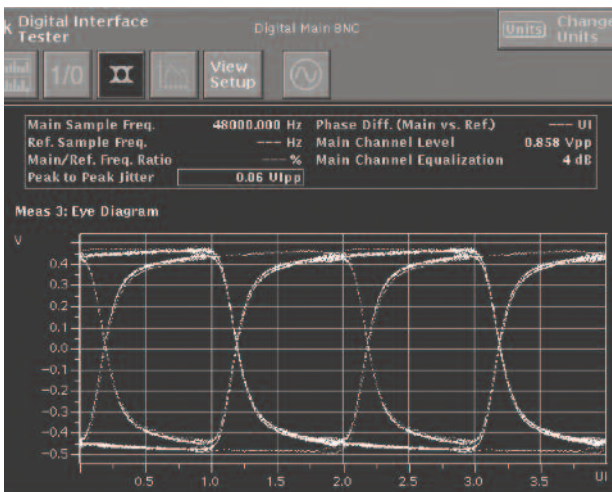 Digital Interface
Tester
Digital Main BNC
Units
Change
Units
1/0
View
Setup
Main Sample Freq. 48000.000 Hz Phase Diff. (Main vs. Ref.) --- UI
Ref. Sample Freq. --- Hz Main Channel Level 0.858 Vpp
Main/Ref. Freq. Ratio --- % Main Channel Equalization 4 dB
Peak to Peak Jitter 0.06 UIpp
Meas 3: Eye Diagram
V
0.4
0.3
0.2
0.1
0.0
-0.1
-0.2
-0.3
-0.4
-0.5
0.5 1.0 1.5 2.0 2.5 3.0 3.5 UI